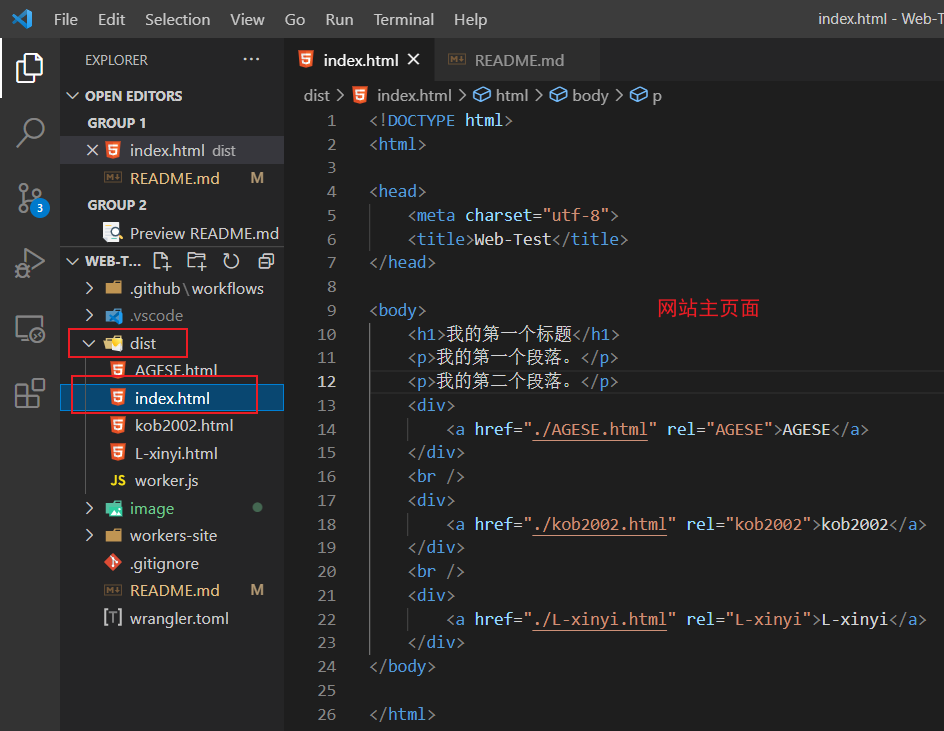 File Edit Selection View Go Run Terminal Help index.html - Web-T
EXPLORER ···
OPEN EDITORS
GROUP 1
index.html dist
README.md M
GROUP 2
Preview README.md
WEB-T...
.github\workflows
.vscode
dist
AGESE.html
index.html
kob2002.html
L-xinyi.html
JS worker.js
image
workers-site
.gitignore
README.md M
wrangler.toml
3
index.html README.md
dist > index.html > html > body > p
1 <!DOCTYPE html>
2 <html>
3
4 <head>
5 <meta charset="utf-8">
6 <title>Web-Test</title>
7 </head>
8
9 <body>
网站主页面
10 <h1>我的第一个标题</h1>
11 <p>我的第一个段落。</p>
12 <p>我的第二个段落。</p>
13 <div>
14 <a href="./AGESE.html" rel="AGESE">AGESE</a>
15 </div>
16 <br />
17 <div>
18 <a href="./kob2002.html" rel="kob2002">kob2002</a>
19 </div>
20 <br />
21 <div>
22 <a href="./L-xinyi.html" rel="L-xinyi">L-xinyi</a>
23 </div>
24 </body>
25
26 </html>